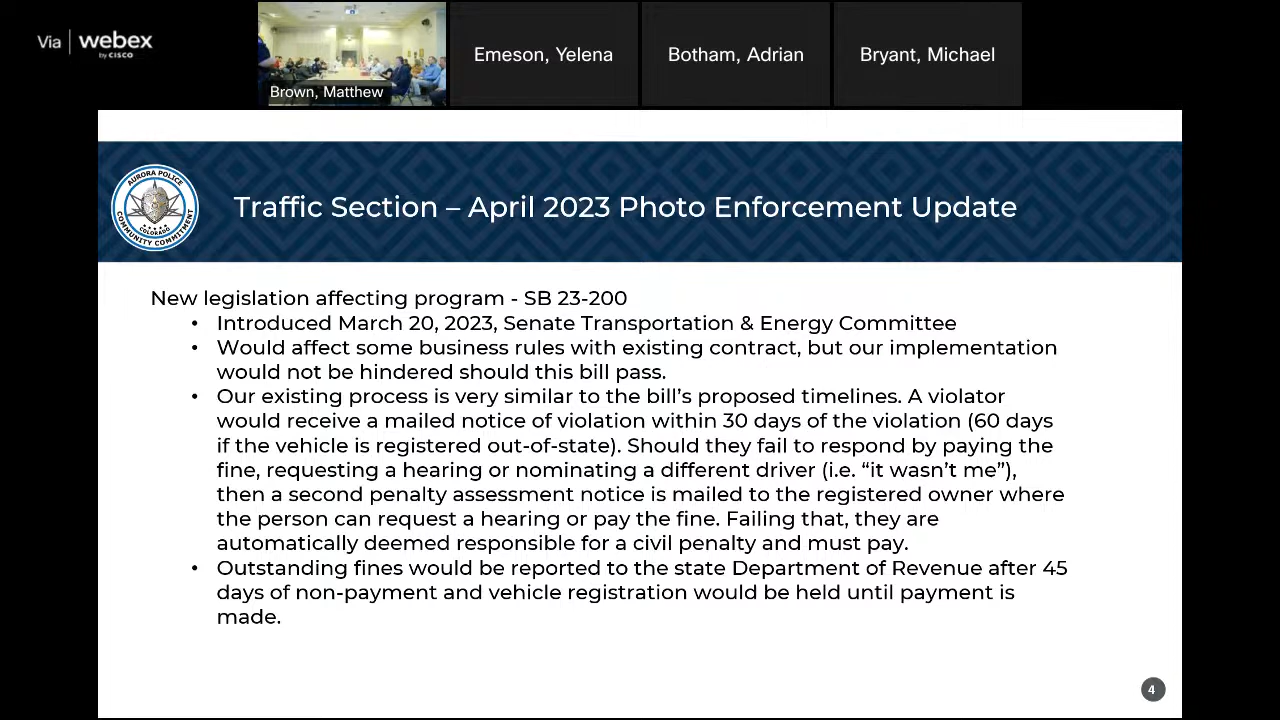 Via | webex
by CISCO
Brown, Matthew
Emeson, Yelena
Botham, Adrian
Bryant, Michael
AURORA POLICE
COLORADO
COMMUNITY COMMITMENT
Traffic Section – April 2023 Photo Enforcement Update
New legislation affecting program - SB 23-200
• Introduced March 20, 2023, Senate Transportation & Energy Committee
• Would affect some business rules with existing contract, but our implementation
would not be hindered should this bill pass.
• Our existing process is very similar to the bill's proposed timelines. A violator
would receive a mailed notice of violation within 30 days of the violation (60 days
if the vehicle is registered out-of-state). Should they fail to respond by paying the
fine, requesting a hearing or nominating a different driver (i.e. “it wasn’t me”),
then a second penalty assessment notice is mailed to the registered owner where
the person can request a hearing or pay the fine. Failing that, they are
automatically deemed responsible for a civil penalty and must pay.
• Outstanding fines would be reported to the state Department of Revenue after 45
days of non-payment and vehicle registration would be held until payment is
made.
4